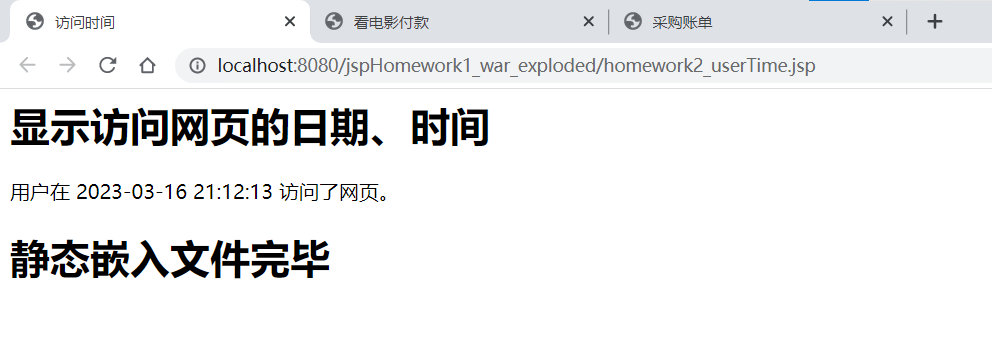 访问时间
看电影付款
采购账单
localhost:8080/jspHomework1_war_exploded/homework2_userTime.jsp
显示访问网页的日期、时间
用户在 2023-03-16 21:12:13 访问了网页。
静态嵌入文件完毕